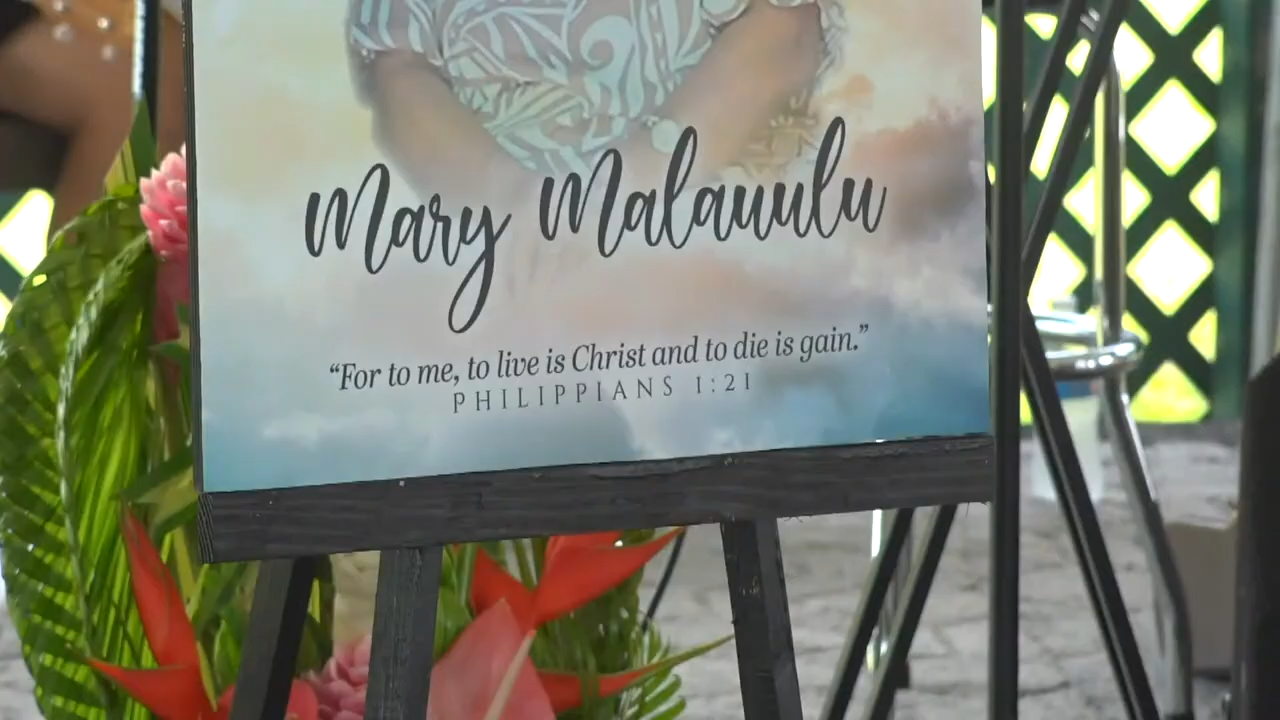 Mary Malauulu
“For to me, to live is Christ and to die is gain.”
PHILIPPIANS 1:21